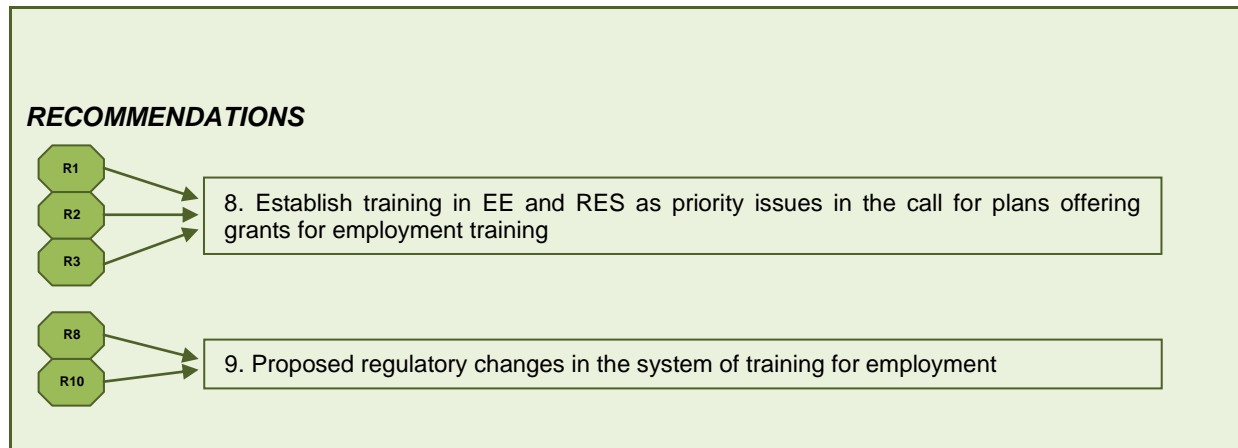 RECOMMENDATIONS
R1
R2
R3
8. Establish training in EE and RES as priority issues in the call for plans offering
grants for employment training
R8
R10
9. Proposed regulatory changes in the system of training for employment